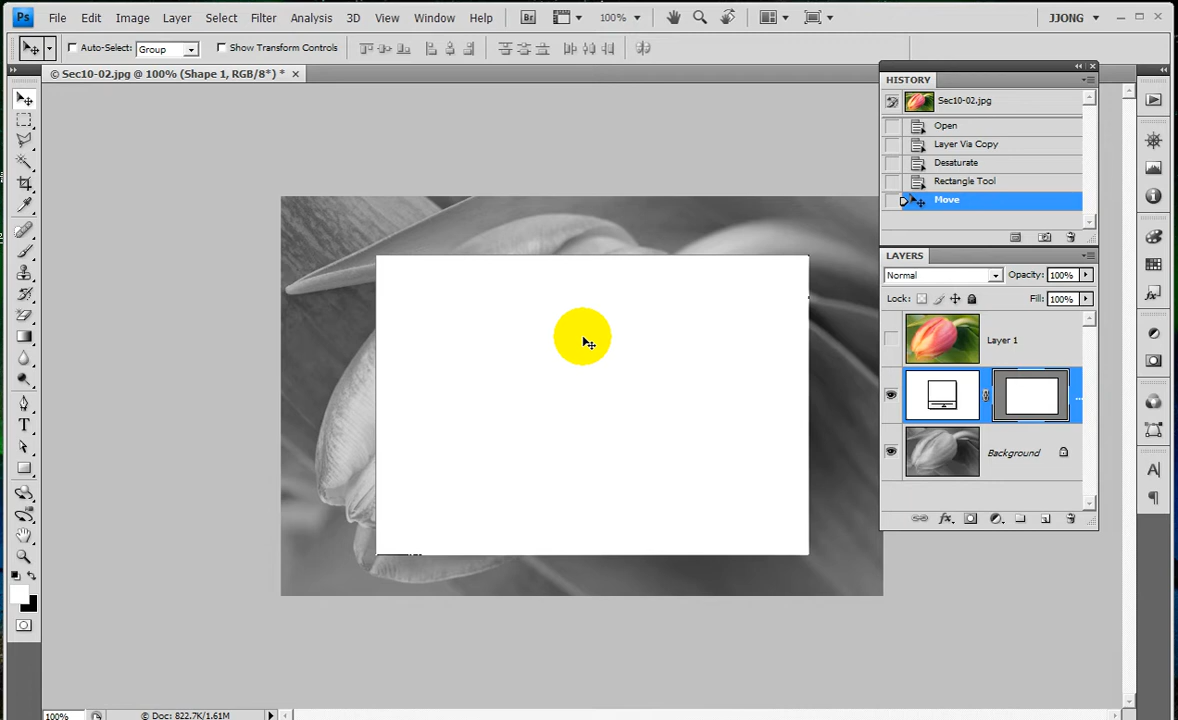 Ps File Edit Image Layer Select Filter Analysis 3D View Window Help Br 100% JJONG
Auto-Select: Group Show Transform Controls
© Sec10-02.jpg @ 100% (Shape 1, RGB/8*) *
HISTORY
Sec10-02.jpg
Open
Layer Via Copy
Desaturate
Rectangle Tool
Move
LAYERS
Normal Opacity: 100%
Lock: Fill: 100%
Layer 1
...
Background
T
A
fx
100% © Doc: 822.7K/1.61M